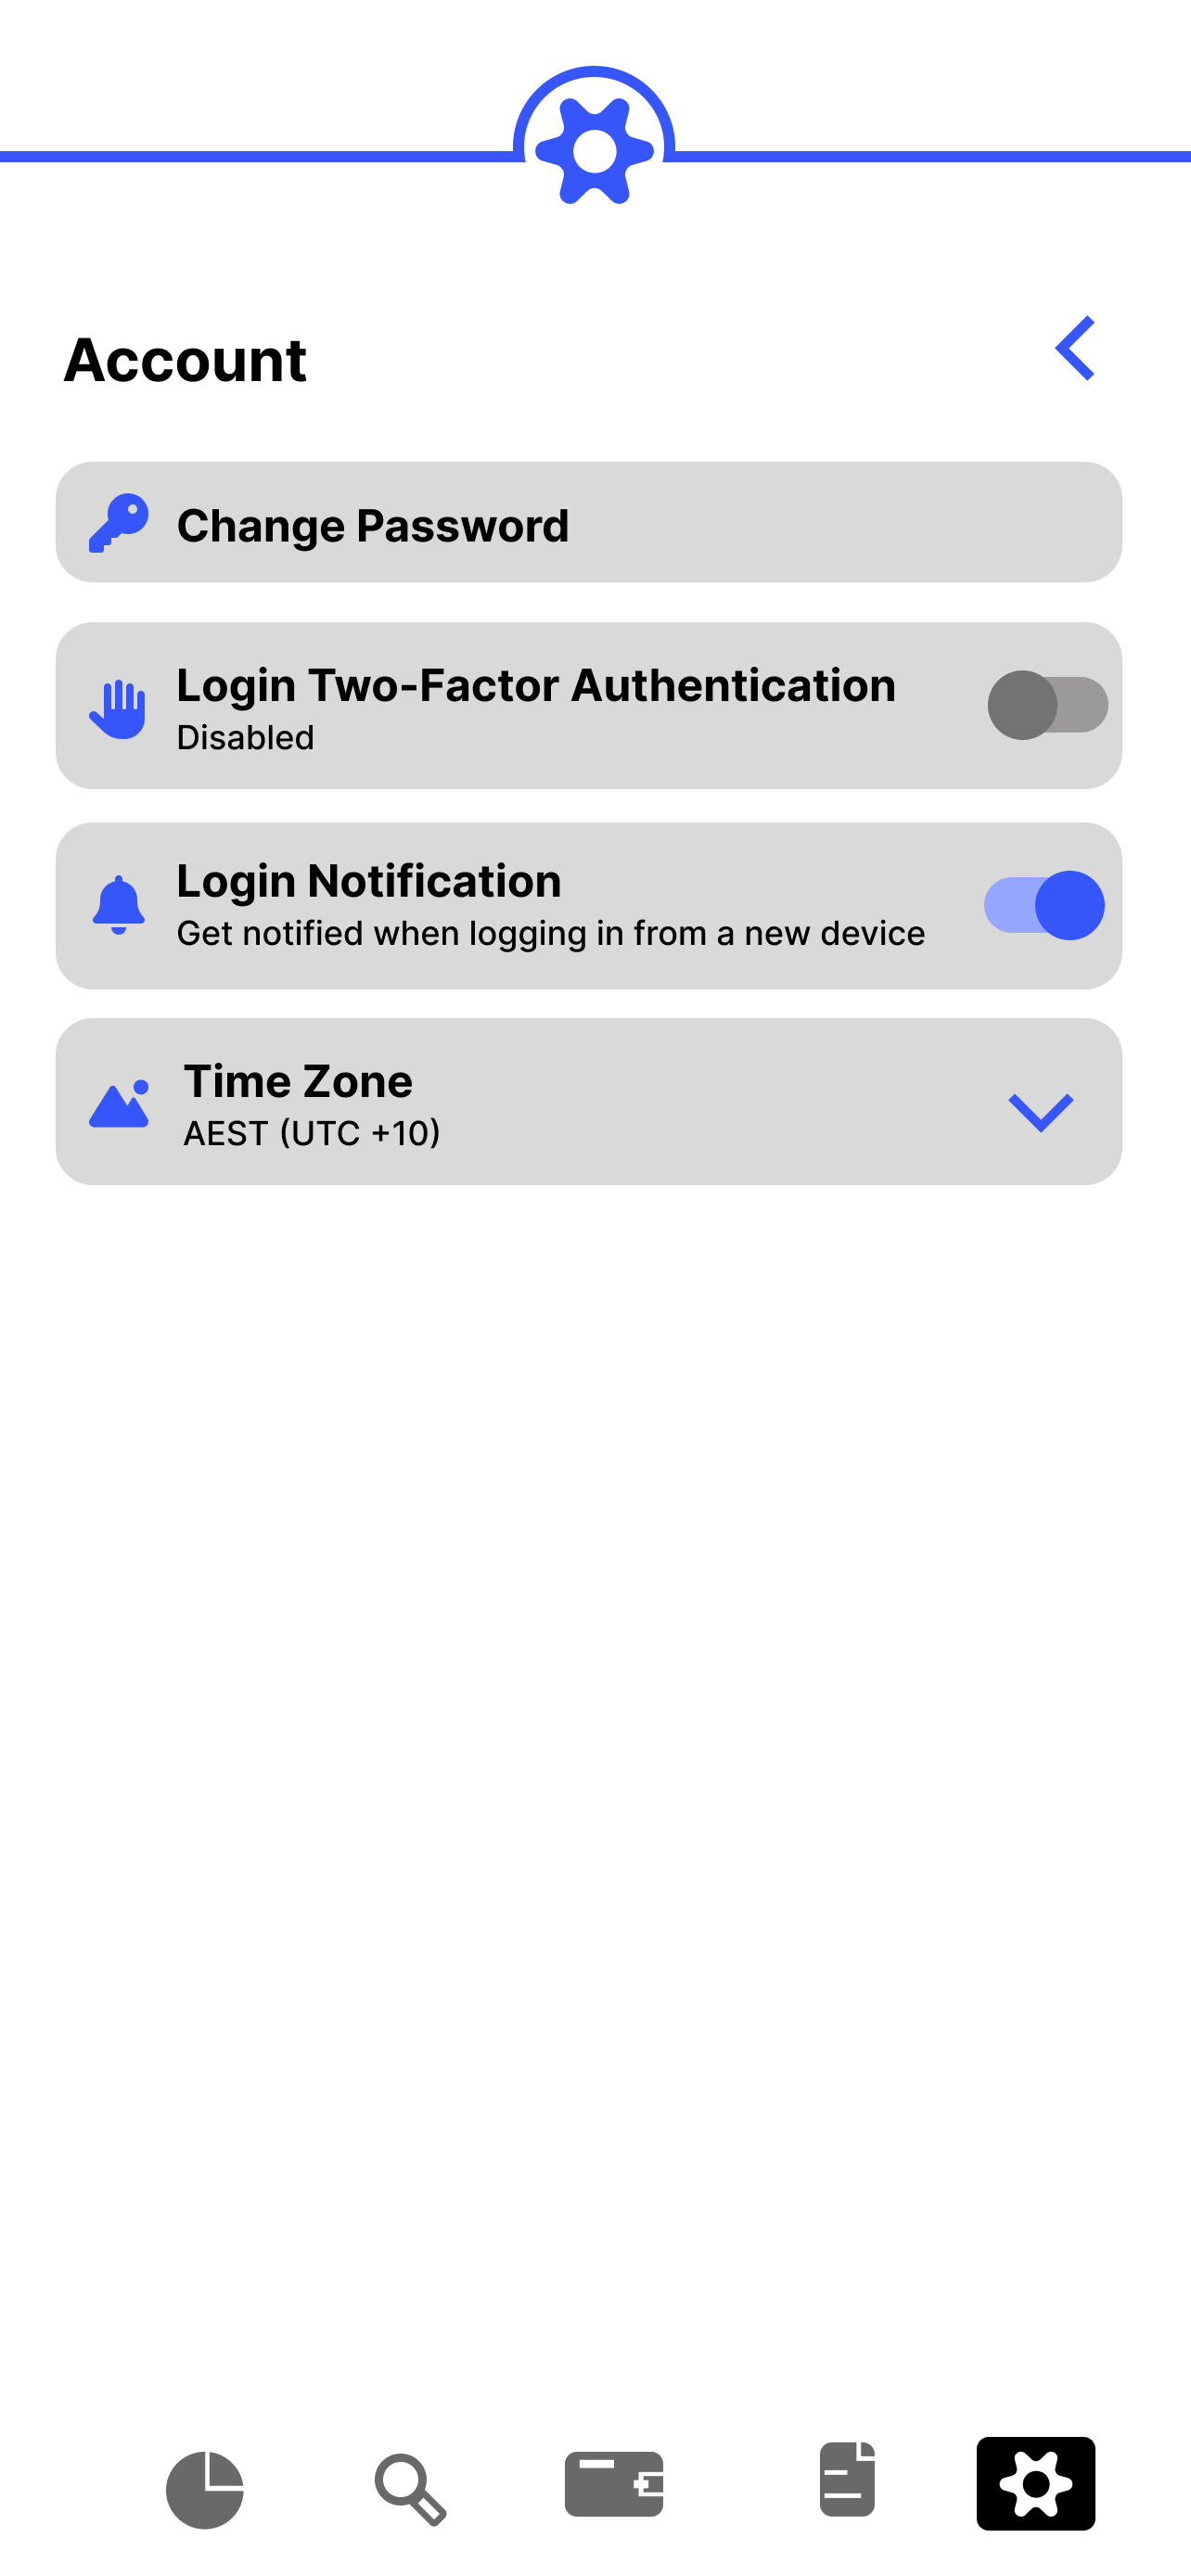 Account
Change Password
Login Two-Factor Authentication
Disabled
Login Notification
Get notified when logging in from a new device
Time Zone
AEST (UTC +10)